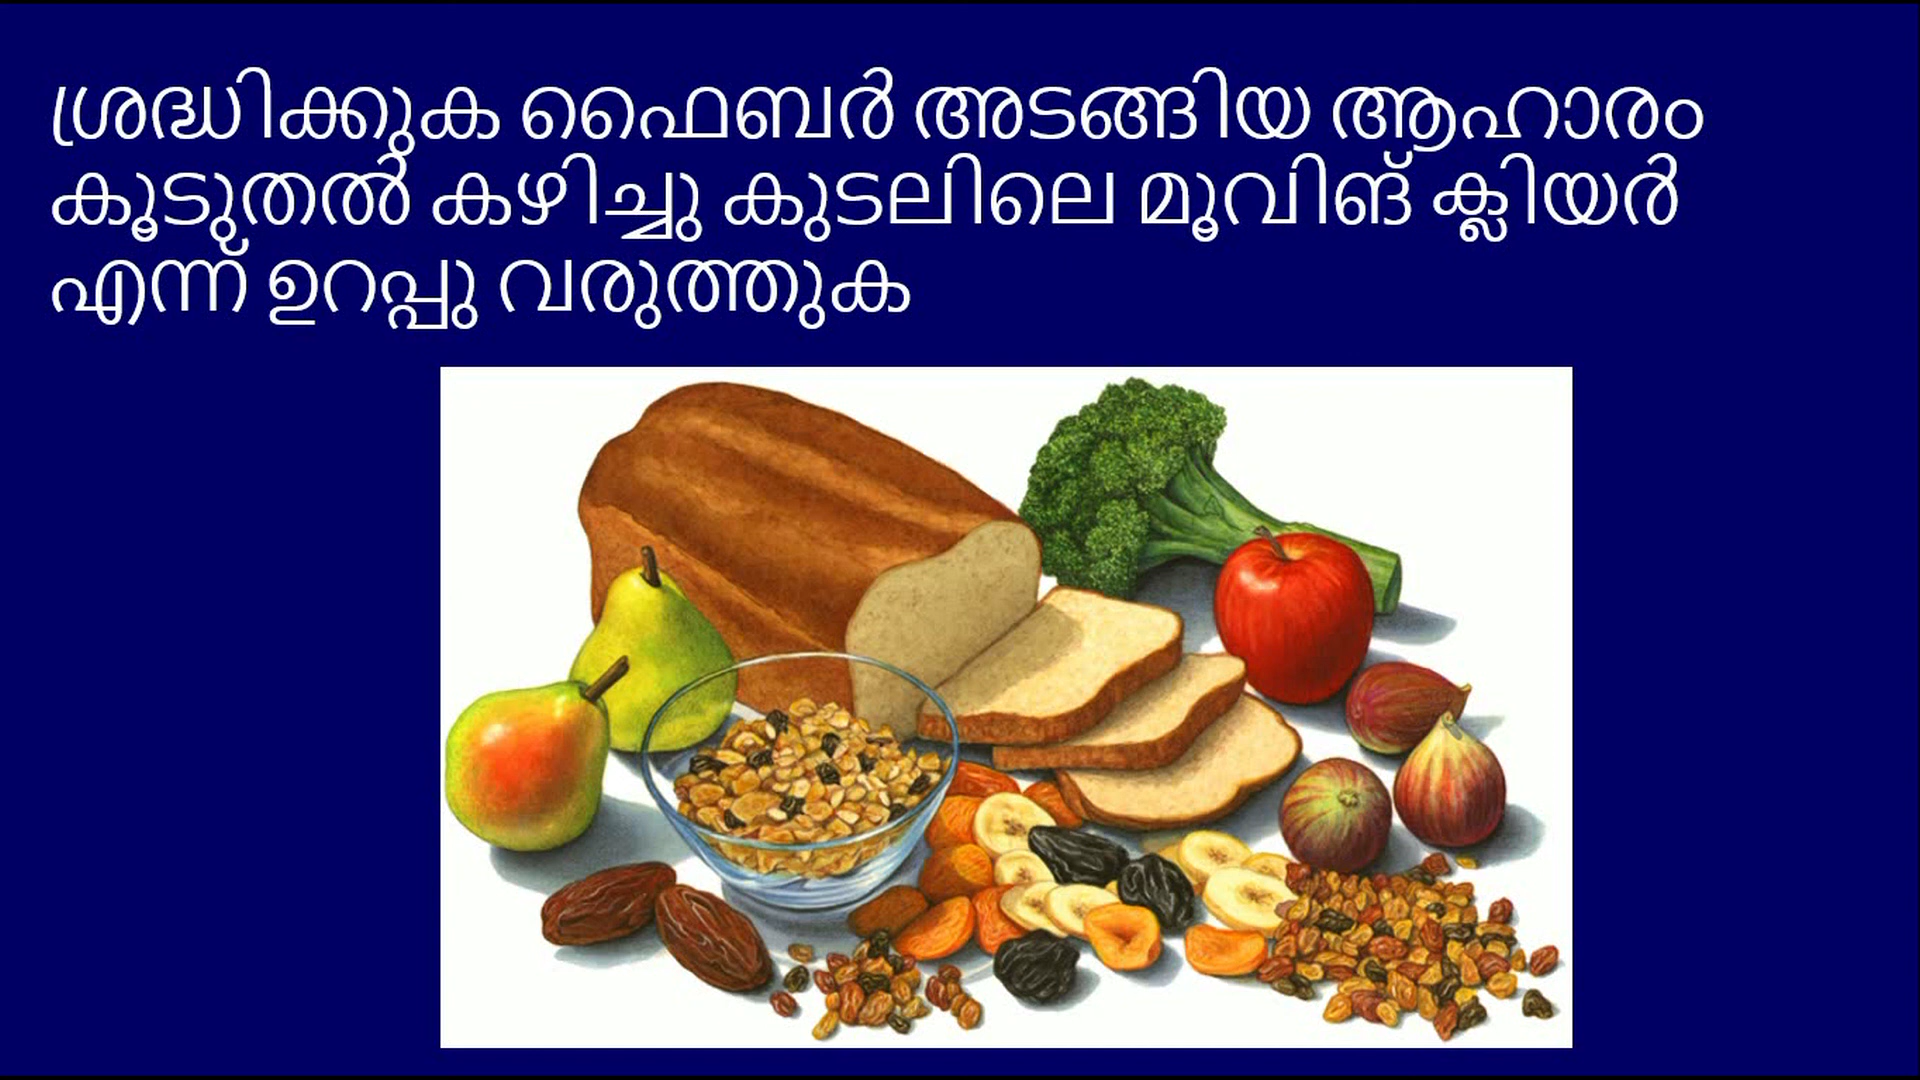 ശ്രദ്ധിക്കുക ഫൈബർ അടങ്ങിയ ആഹാരം
കൂടുതൽ കഴിച്ചു കുടലിലെ മൂവിങ് ക്ലിയർ
എന്ന് ഉറപ്പു വരുത്തുക